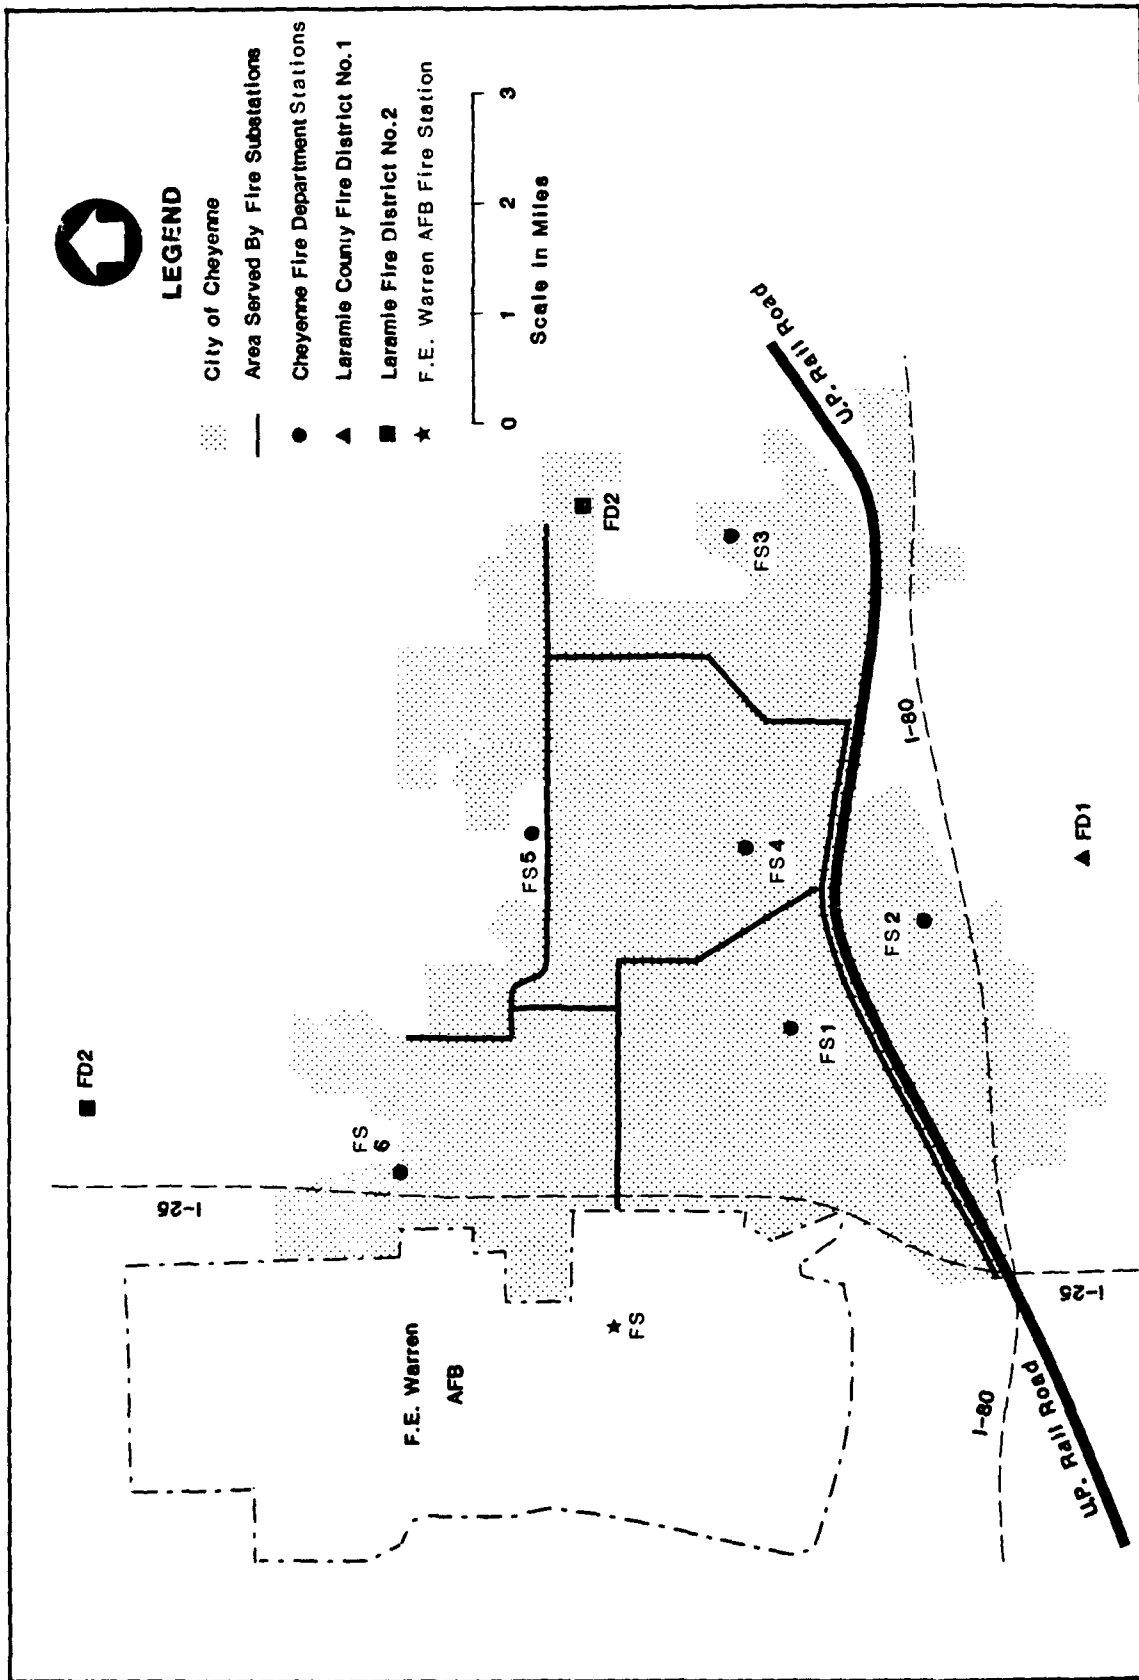 LEGEND
City of Cheyenne
Area Served By Fire Substations
Cheyenne Fire Department Stations
Laramie County Fire District No.1
Laramie Fire District No.2
F.E. Warren AFB Fire Station
0 1 2 3
Scale in Miles
FD2
I-25
FS
6
F.E. Warren
AFB
FS
FS5
FD2
FS3
FS4
FS1
FS2
U.P. Rail Road
I-80
FD1
I-25
I-80
U.P. Rail Road